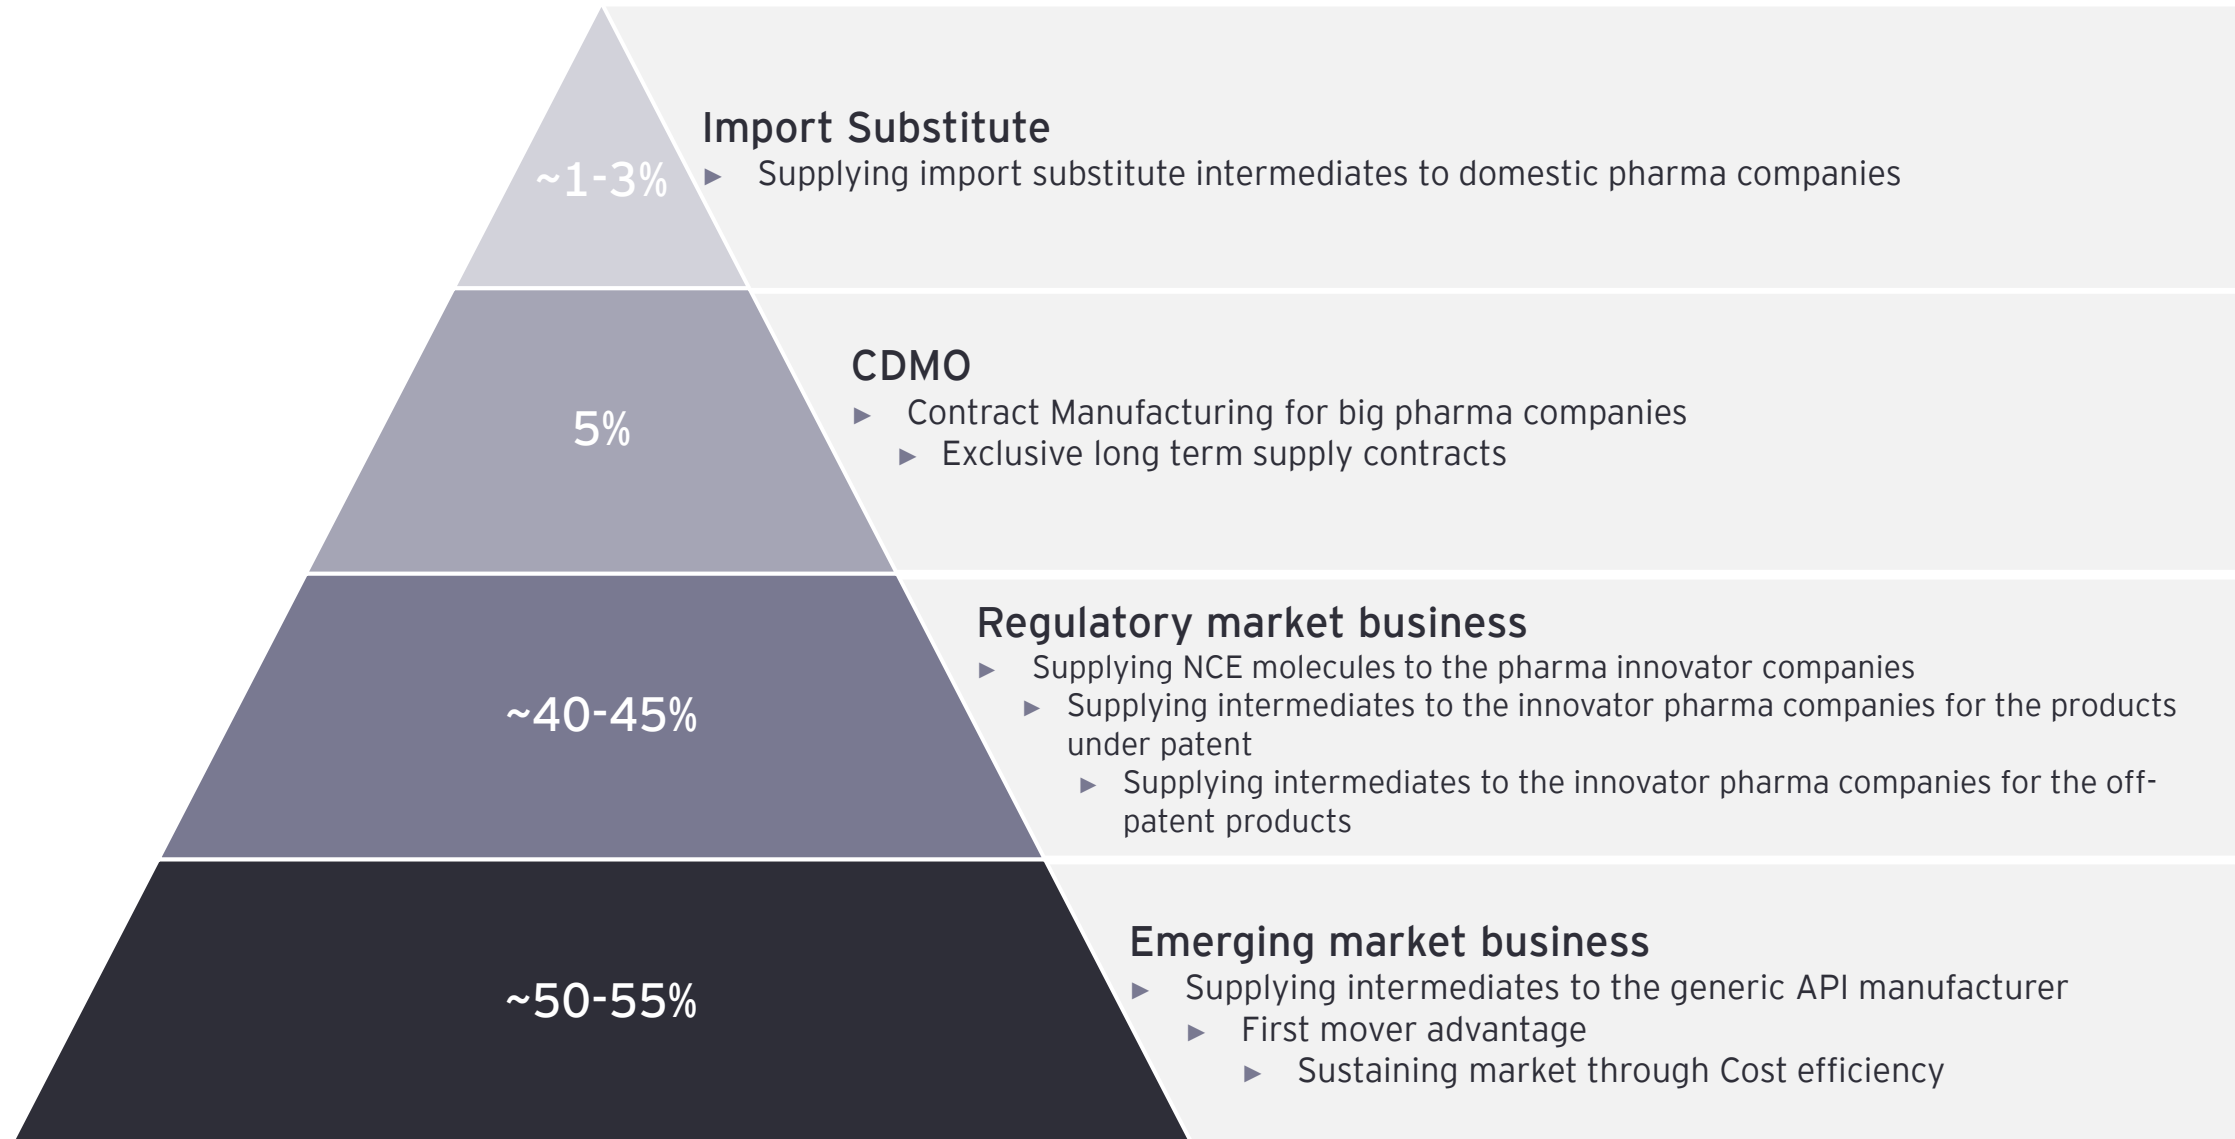 Import Substitute
~1-3%
► Supplying import substitute intermediates to domestic pharma companies
CDMO
5%
► Contract Manufacturing for big pharma companies
► Exclusive long term supply contracts
Regulatory market business
~40-45%
► Supplying NCE molecules to the pharma innovator companies
► Supplying intermediates to the innovator pharma companies for the products
under patent
► Supplying intermediates to the innovator pharma companies for the off-
patent products
Emerging market business
~50-55%
► Supplying intermediates to the generic API manufacturer
► First mover advantage
► Sustaining market through Cost efficiency